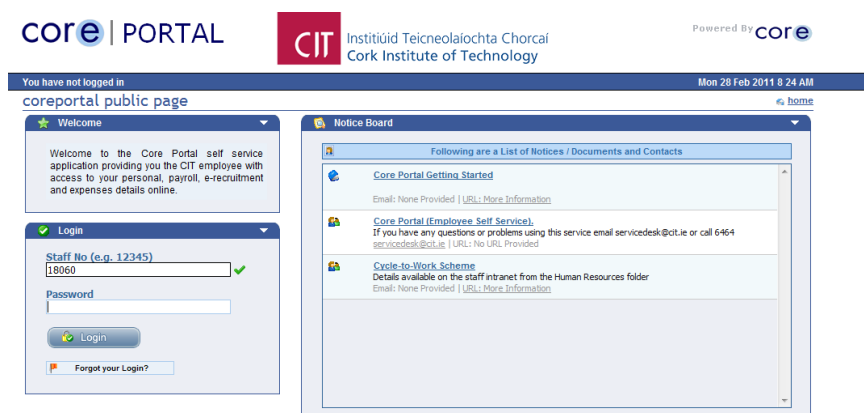 core | PORTAL
CIT
Institiúid Teicneolaíochta Chorcaí
Cork Institute of Technology
Powered By core
You have not logged in
Mon 28 Feb 2011 8 24 AM
coreportal public page
home
Welcome
Welcome to the Core Portal self service
application providing you the CIT employee with
access to your personal, payroll, e-recruitment
and expenses details online.
Login
Staff No (e.g. 12345)
18060
Password
Login
Forgot your Login?
Notice Board
Following are a List of Notices / Documents and Contacts
Core Portal Getting Started
Email: None Provided | URL: More Information
Core Portal (Employee Self Service).
If you have any questions or problems using this service email servicedesk@cit.ie or call 6464
servicedesk@cit.ie | URL: No URL Provided
Cycle-to-Work Scheme
Details available on the staff intranet from the Human Resources folder
Email: None Provided | URL: More Information